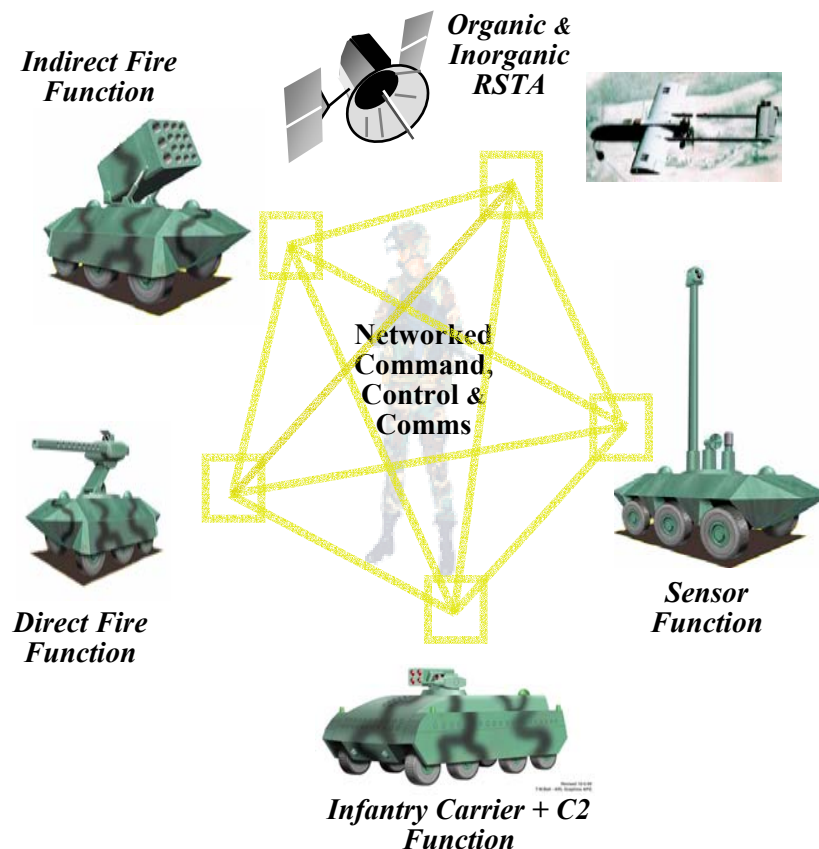 Organic &
Inorganic
RSTA
Indirect Fire
Function
Networked
Command,
Control &
Comms
Direct Fire
Function
Sensor
Function
Infantry Carrier + C2
Function